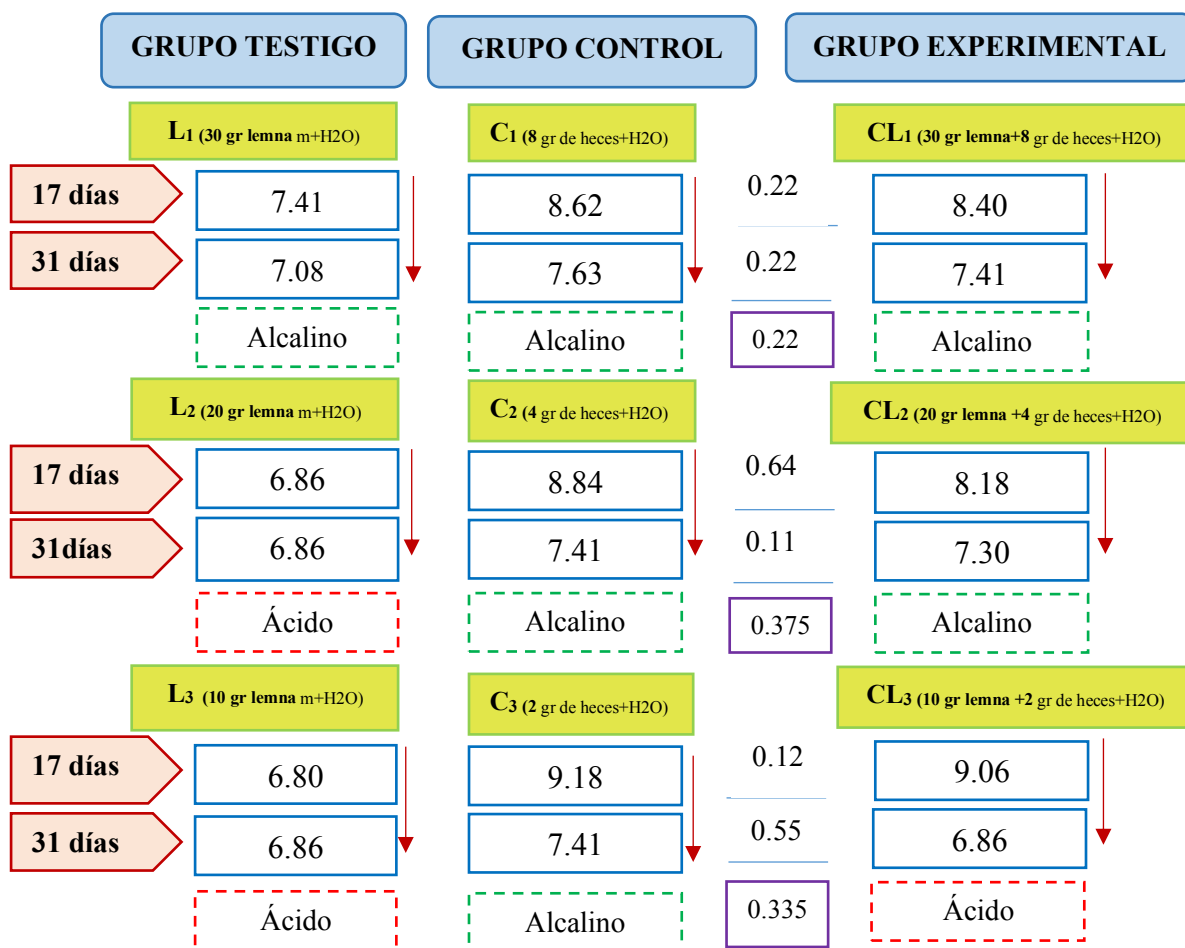 GRUPO TESTIGO
GRUPO CONTROL
GRUPO EXPERIMENTAL
L1 (30 gr lemna m+H2O)
C1 (8 gr de heces+H2O)
CL1 (30 gr lemna+8 gr de heces+H2O)
17 días
7.41
8.62
0.22
8.40
31 días
7.08
7.63
0.22
7.41
Alcalino
Alcalino
0.22
Alcalino
L2 (20 gr lemna m+H2O)
C2 (4 gr de heces+H2O)
CL2 (20 gr lemna +4 gr de heces+H2O)
17 días
6.86
8.84
0.64
8.18
31días
6.86
7.41
0.11
7.30
Ácido
Alcalino
0.375
Alcalino
L3 (10 gr lemna m+H2O)
C3 (2 gr de heces+H2O)
CL3 (10 gr lemna +2 gr de heces+H2O)
17 días
6.80
9.18
0.12
9.06
31 días
6.86
7.41
0.55
6.86
Ácido
Alcalino
0.335
Ácido